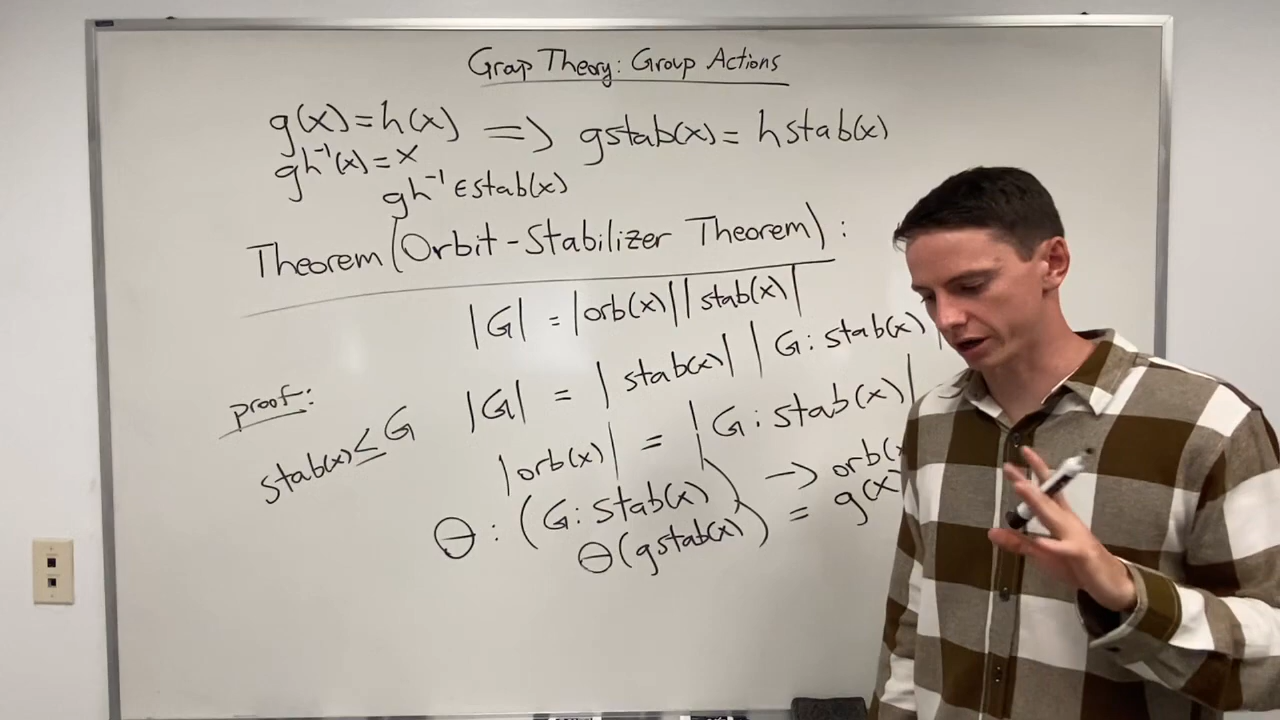 Grap Theory: Group Actions
g(x)=h(x) => gstab(x) = hstab(x)
gh⁻¹(x) = x
gh⁻¹ ∈ stab(x)
Theorem (Orbit-Stabilizer Theorem):
|G| = |orb(x)||stab(x)|
proof: |G| = |stab(x)| |G: stab(x)|
stab(x) ≤ G |orb(x)| = |G: stab(x)|
θ: (G: stab(x)) → orb(x
θ(gstab(x)) = g(x)